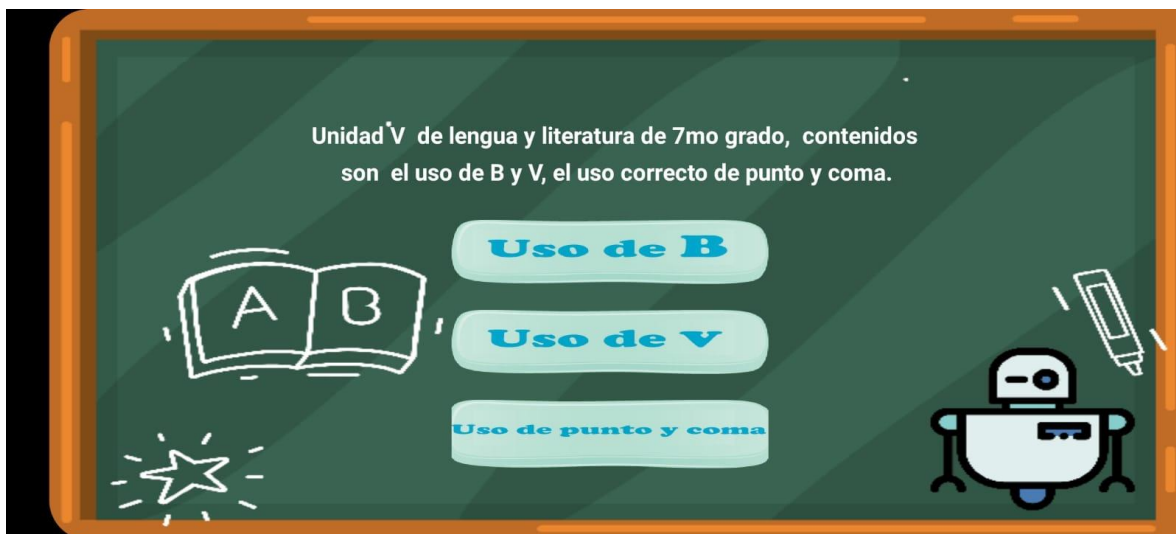 Unidad V de lengua y literatura de 7mo grado, contenidos
son el uso de B y V, el uso correcto de punto y coma.
Uso de B
Uso de v
Uso de punto y coma
A B